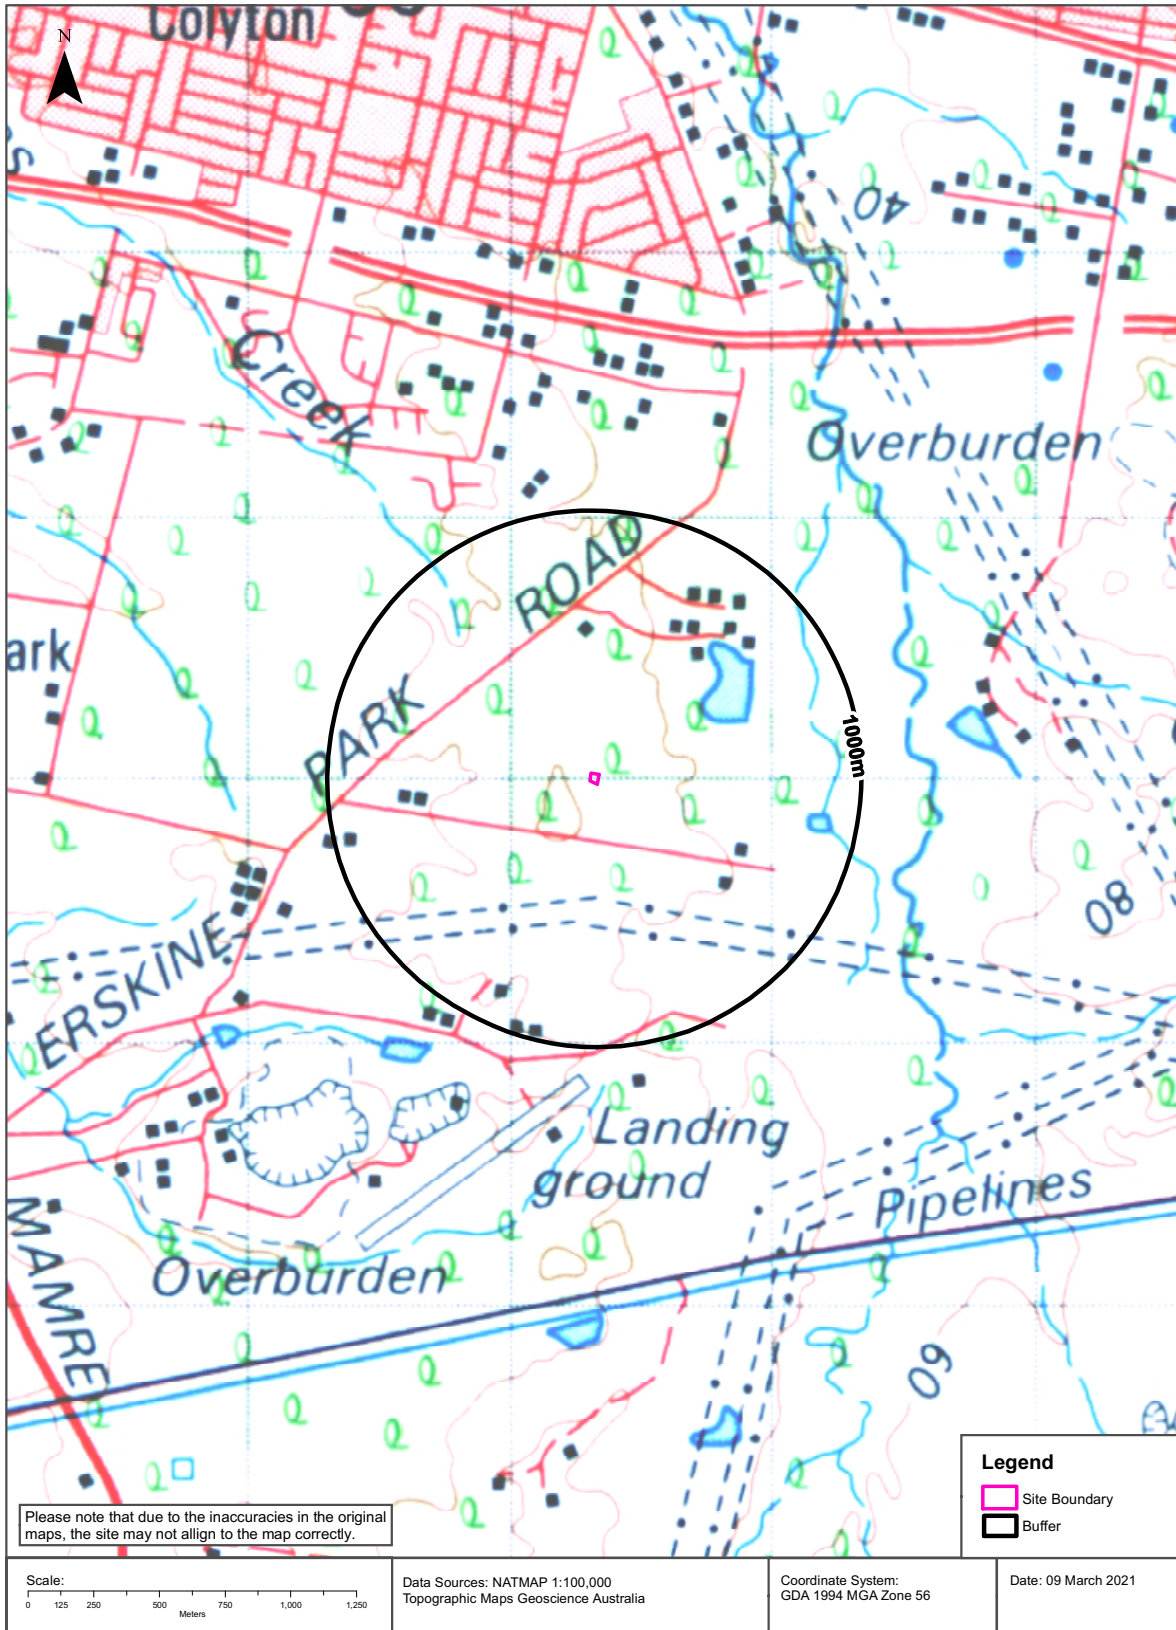 Colyton
N
40
Creek
Overburden
ROAD
ark
PARK
1000m
80
ERSKINE
Landing
ground
Pipelines
MAMRE
Overburden
60
Legend
Site Boundary
Buffer
Please note that due to the inaccuracies in the original
maps, the site may not allign to the map correctly.
Scale:
0 125 250 500 750 1,000 1,250
Meters
Data Sources: NATMAP 1:100,000
Topographic Maps Geoscience Australia
Coordinate System:
GDA 1994 MGA Zone 56
Date: 09 March 2021